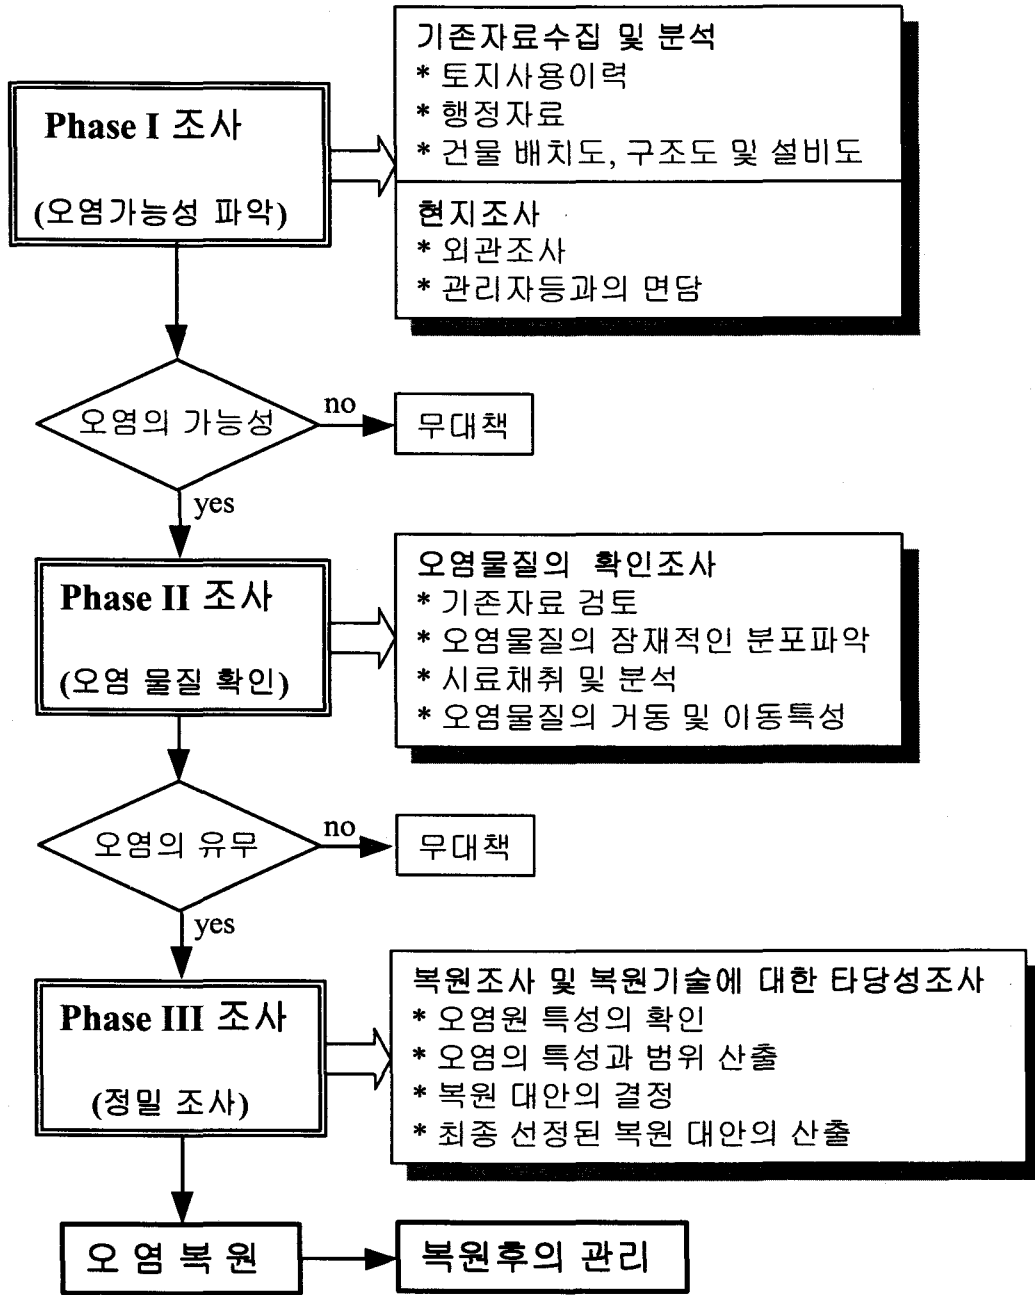 Phase I 조사
(오염가능성 파악)
기존자료수집 및 분석
* 토지사용이력
* 행정자료
* 건물 배치도, 구조도 및 설비도
현지조사
* 외관조사
* 관리자등과의 면담
오염의 가능성
no
무대책
yes
Phase II 조사
(오염 물질 확인)
오염물질의 확인조사
* 기존자료 검토
* 오염물질의 잠재적인 분포파악
* 시료채취 및 분석
* 오염물질의 거동 및 이동특성
오염의 유무
no
무대책
yes
Phase III 조사
(정밀 조사)
복원조사 및 복원기술에 대한 타당성조사
* 오염원 특성의 확인
* 오염의 특성과 범위 산출
* 복원 대안의 결정
* 최종 선정된 복원 대안의 산출
오 염 복 원
복원후의 관리